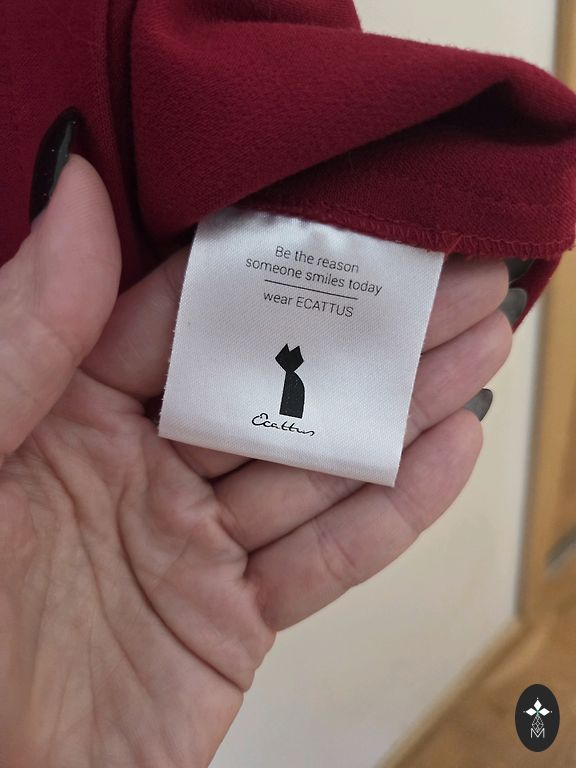 Be the reason
someone smiles today
wear ECATTUS
Ecattus
M